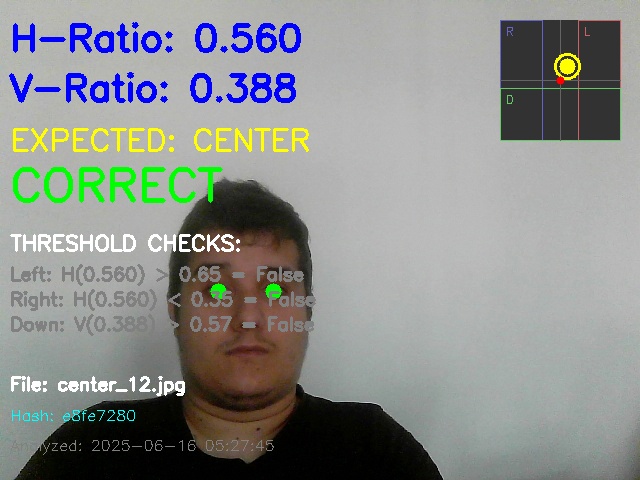 H-Ratio: 0.560
V-Ratio: 0.388
EXPECTED: CENTER
CORRECT
THRESHOLD CHECKS:
Left: H(0.560) > 0.65 = False
Right: H(0.560) < 0.35 = False
Down: V(0.388) > 0.57 = False
File: center_12.jpg
Hash: e8fe7280
Analyzed: 2025-06-16 05:27:45
R L
D